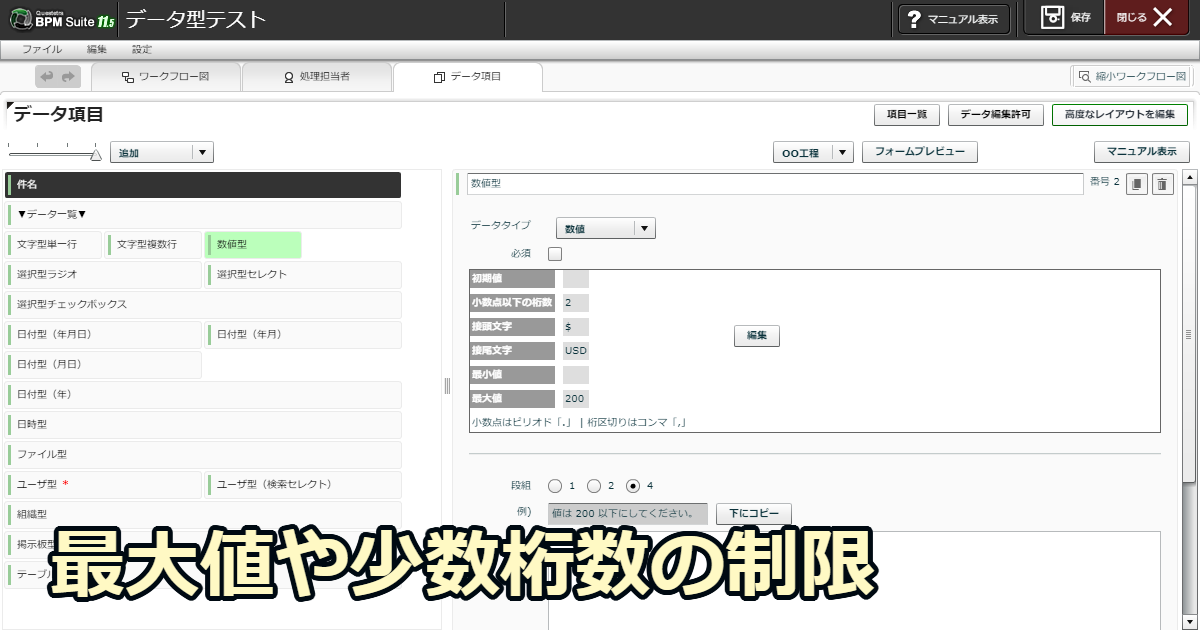 Questetra
BPM Suite 11.5 データ型テスト
? マニュアル表示 保存 閉じる
ファイル 編集 設定
ワークフロー図 処理担当者 データ項目 縮小ワークフロー図
データ項目 項目一覧 データ編集許可 高度なレイアウトを編集
追加 〇〇工程 フォームプレビュー マニュアル表示
件名
▼データ一覧▼
文字型単一行 文字型複数行 数値型
選択型ラジオ 選択型セレクト
選択型チェックボックス
日付型（年月日） 日付型（年月）
日付型（月日）
日付型（年）
日時型
ファイル型
ユーザ型 * ユーザ型（検索セレクト）
組織型
掲示板型
テーブル
数値型 番号 2
データタイプ 数値
必須
初期値
小数点以下の桁数 2
接頭文字 $
接尾文字 USD
最小値
最大値 200
編集
小数点はピリオド「.」 | 桁区切りはコンマ「,」
段組 1 2 4
例) 値は 200 以下にしてください。 下にコピー
最大値や少数桁数の制限